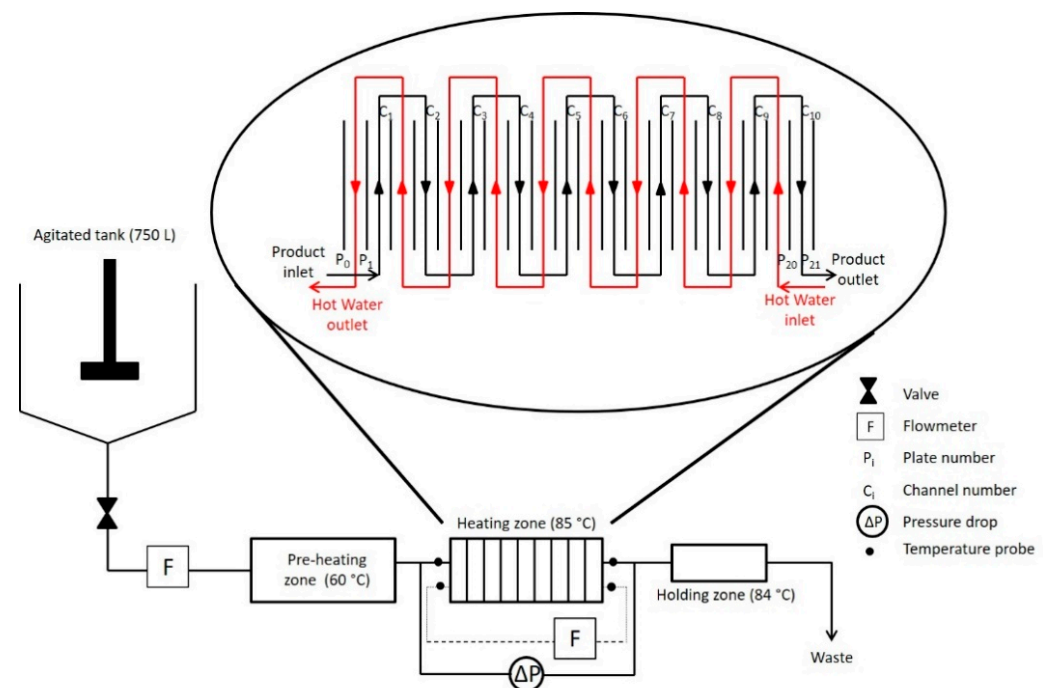 C1 C2 C3 C4 C5 C6 C7 C8 C9 C10
Agitated tank (750 L)
Product
inlet
P0 P1
P20 P21
Product
outlet
Hot Water
outlet
Hot Water
inlet
Valve
F Flowmeter
Pi Plate number
Ci Channel number
ΔP Pressure drop
Temperature probe
Heating zone (85 °C)
F
Pre-heating
zone (60 °C)
Holding zone (84 °C)
F
ΔP
Waste